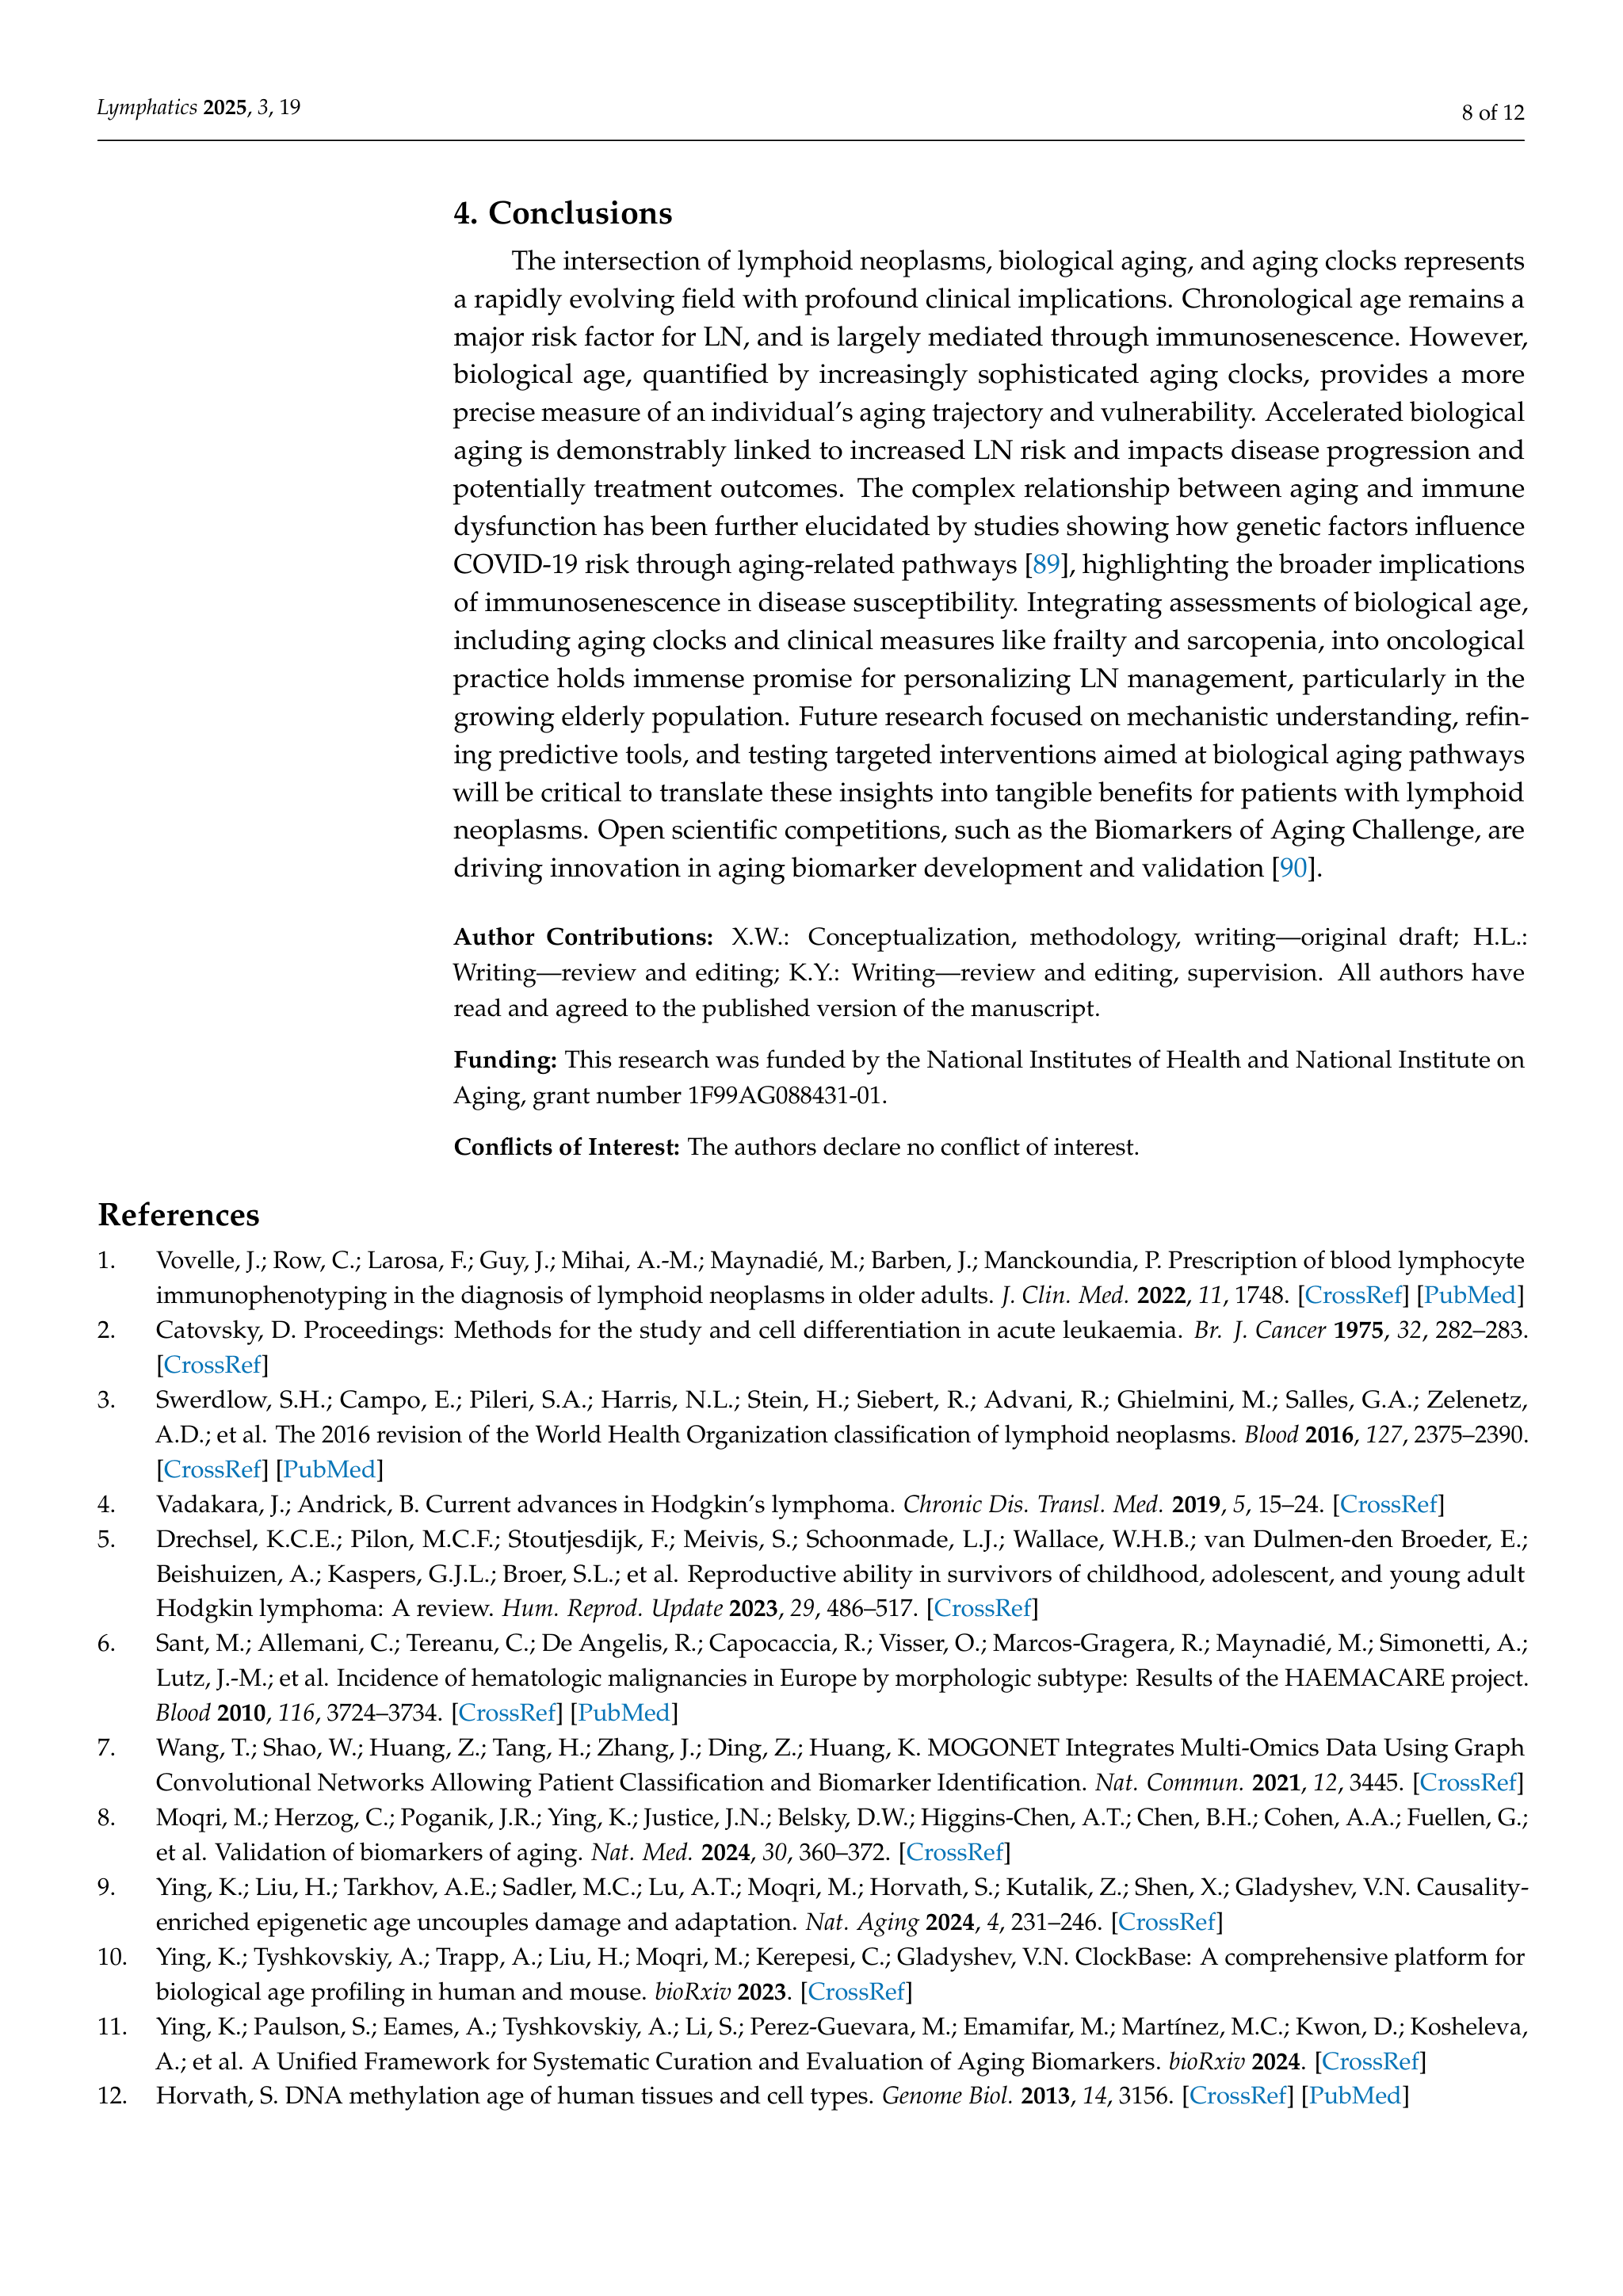 Lymphatics 2025, 3, 19
8 of 12
4. Conclusions
The intersection of lymphoid neoplasms, biological aging, and aging clocks represents
a rapidly evolving field with profound clinical implications. Chronological age remains a
major risk factor for LN, and is largely mediated through immunosenescence. However,
biological age, quantified by increasingly sophisticated aging clocks, provides a more
precise measure of an individual’s aging trajectory and vulnerability. Accelerated biological
aging is demonstrably linked to increased LN risk and impacts disease progression and
potentially treatment outcomes. The complex relationship between aging and immune
dysfunction has been further elucidated by studies showing how genetic factors influence
COVID-19 risk through aging-related pathways [89], highlighting the broader implications
of immunosenescence in disease susceptibility. Integrating assessments of biological age,
including aging clocks and clinical measures like frailty and sarcopenia, into oncological
practice holds immense promise for personalizing LN management, particularly in the
growing elderly population. Future research focused on mechanistic understanding, refin-
ing predictive tools, and testing targeted interventions aimed at biological aging pathways
will be critical to translate these insights into tangible benefits for patients with lymphoid
neoplasms. Open scientific competitions, such as the Biomarkers of Aging Challenge, are
driving innovation in aging biomarker development and validation [90].
Author Contributions: X.W.: Conceptualization, methodology, writing—original draft; H.L.:
Writing—review and editing; K.Y.: Writing—review and editing, supervision. All authors have
read and agreed to the published version of the manuscript.
Funding: This research was funded by the National Institutes of Health and National Institute on
Aging, grant number 1F99AG088431-01.
Conflicts of Interest: The authors declare no conflict of interest.
References
1. Vovelle, J.; Row, C.; Larosa, F.; Guy, J.; Mihai, A.-M.; Maynadié, M.; Barben, J.; Manckoundia, P. Prescription of blood lymphocyte
immunophenotyping in the diagnosis of lymphoid neoplasms in older adults. J. Clin. Med. 2022, 11, 1748. [CrossRef] [PubMed]
2. Catovsky, D. Proceedings: Methods for the study and cell differentiation in acute leukaemia. Br. J. Cancer 1975, 32, 282–283.
[CrossRef]
3. Swerdlow, S.H.; Campo, E.; Pileri, S.A.; Harris, N.L.; Stein, H.; Siebert, R.; Advani, R.; Ghielmini, M.; Salles, G.A.; Zelenetz,
A.D.; et al. The 2016 revision of the World Health Organization classification of lymphoid neoplasms. Blood 2016, 127, 2375–2390.
[CrossRef] [PubMed]
4. Vadakara, J.; Andrick, B. Current advances in Hodgkin’s lymphoma. Chronic Dis. Transl. Med. 2019, 5, 15–24. [CrossRef]
5. Drechsel, K.C.E.; Pilon, M.C.F.; Stoutjesdijk, F.; Meivis, S.; Schoonmade, L.J.; Wallace, W.H.B.; van Dulmen-den Broeder, E.;
Beishuizen, A.; Kaspers, G.J.L.; Broer, S.L.; et al. Reproductive ability in survivors of childhood, adolescent, and young adult
Hodgkin lymphoma: A review. Hum. Reprod. Update 2023, 29, 486–517. [CrossRef]
6. Sant, M.; Allemani, C.; Tereanu, C.; De Angelis, R.; Capocaccia, R.; Visser, O.; Marcos-Gragera, R.; Maynadié, M.; Simonetti, A.;
Lutz, J.-M.; et al. Incidence of hematologic malignancies in Europe by morphologic subtype: Results of the HAEMACARE project.
Blood 2010, 116, 3724–3734. [CrossRef] [PubMed]
7. Wang, T.; Shao, W.; Huang, Z.; Tang, H.; Zhang, J.; Ding, Z.; Huang, K. MOGONET Integrates Multi-Omics Data Using Graph
Convolutional Networks Allowing Patient Classification and Biomarker Identification. Nat. Commun. 2021, 12, 3445. [CrossRef]
8. Moqri, M.; Herzog, C.; Poganik, J.R.; Ying, K.; Justice, J.N.; Belsky, D.W.; Higgins-Chen, A.T.; Chen, B.H.; Cohen, A.A.; Fuellen, G.;
et al. Validation of biomarkers of aging. Nat. Med. 2024, 30, 360–372. [CrossRef]
9. Ying, K.; Liu, H.; Tarkhov, A.E.; Sadler, M.C.; Lu, A.T.; Moqri, M.; Horvath, S.; Kutalik, Z.; Shen, X.; Gladyshev, V.N. Causality-
enriched epigenetic age uncouples damage and adaptation. Nat. Aging 2024, 4, 231–246. [CrossRef]
10. Ying, K.; Tyshkovskiy, A.; Trapp, A.; Liu, H.; Moqri, M.; Kerepesi, C.; Gladyshev, V.N. ClockBase: A comprehensive platform for
biological age profiling in human and mouse. bioRxiv 2023. [CrossRef]
11. Ying, K.; Paulson, S.; Eames, A.; Tyshkovskiy, A.; Li, S.; Perez-Guevara, M.; Emamifar, M.; Martínez, M.C.; Kwon, D.; Kosheleva,
A.; et al. A Unified Framework for Systematic Curation and Evaluation of Aging Biomarkers. bioRxiv 2024. [CrossRef]
12. Horvath, S. DNA methylation age of human tissues and cell types. Genome Biol. 2013, 14, 3156. [CrossRef] [PubMed]